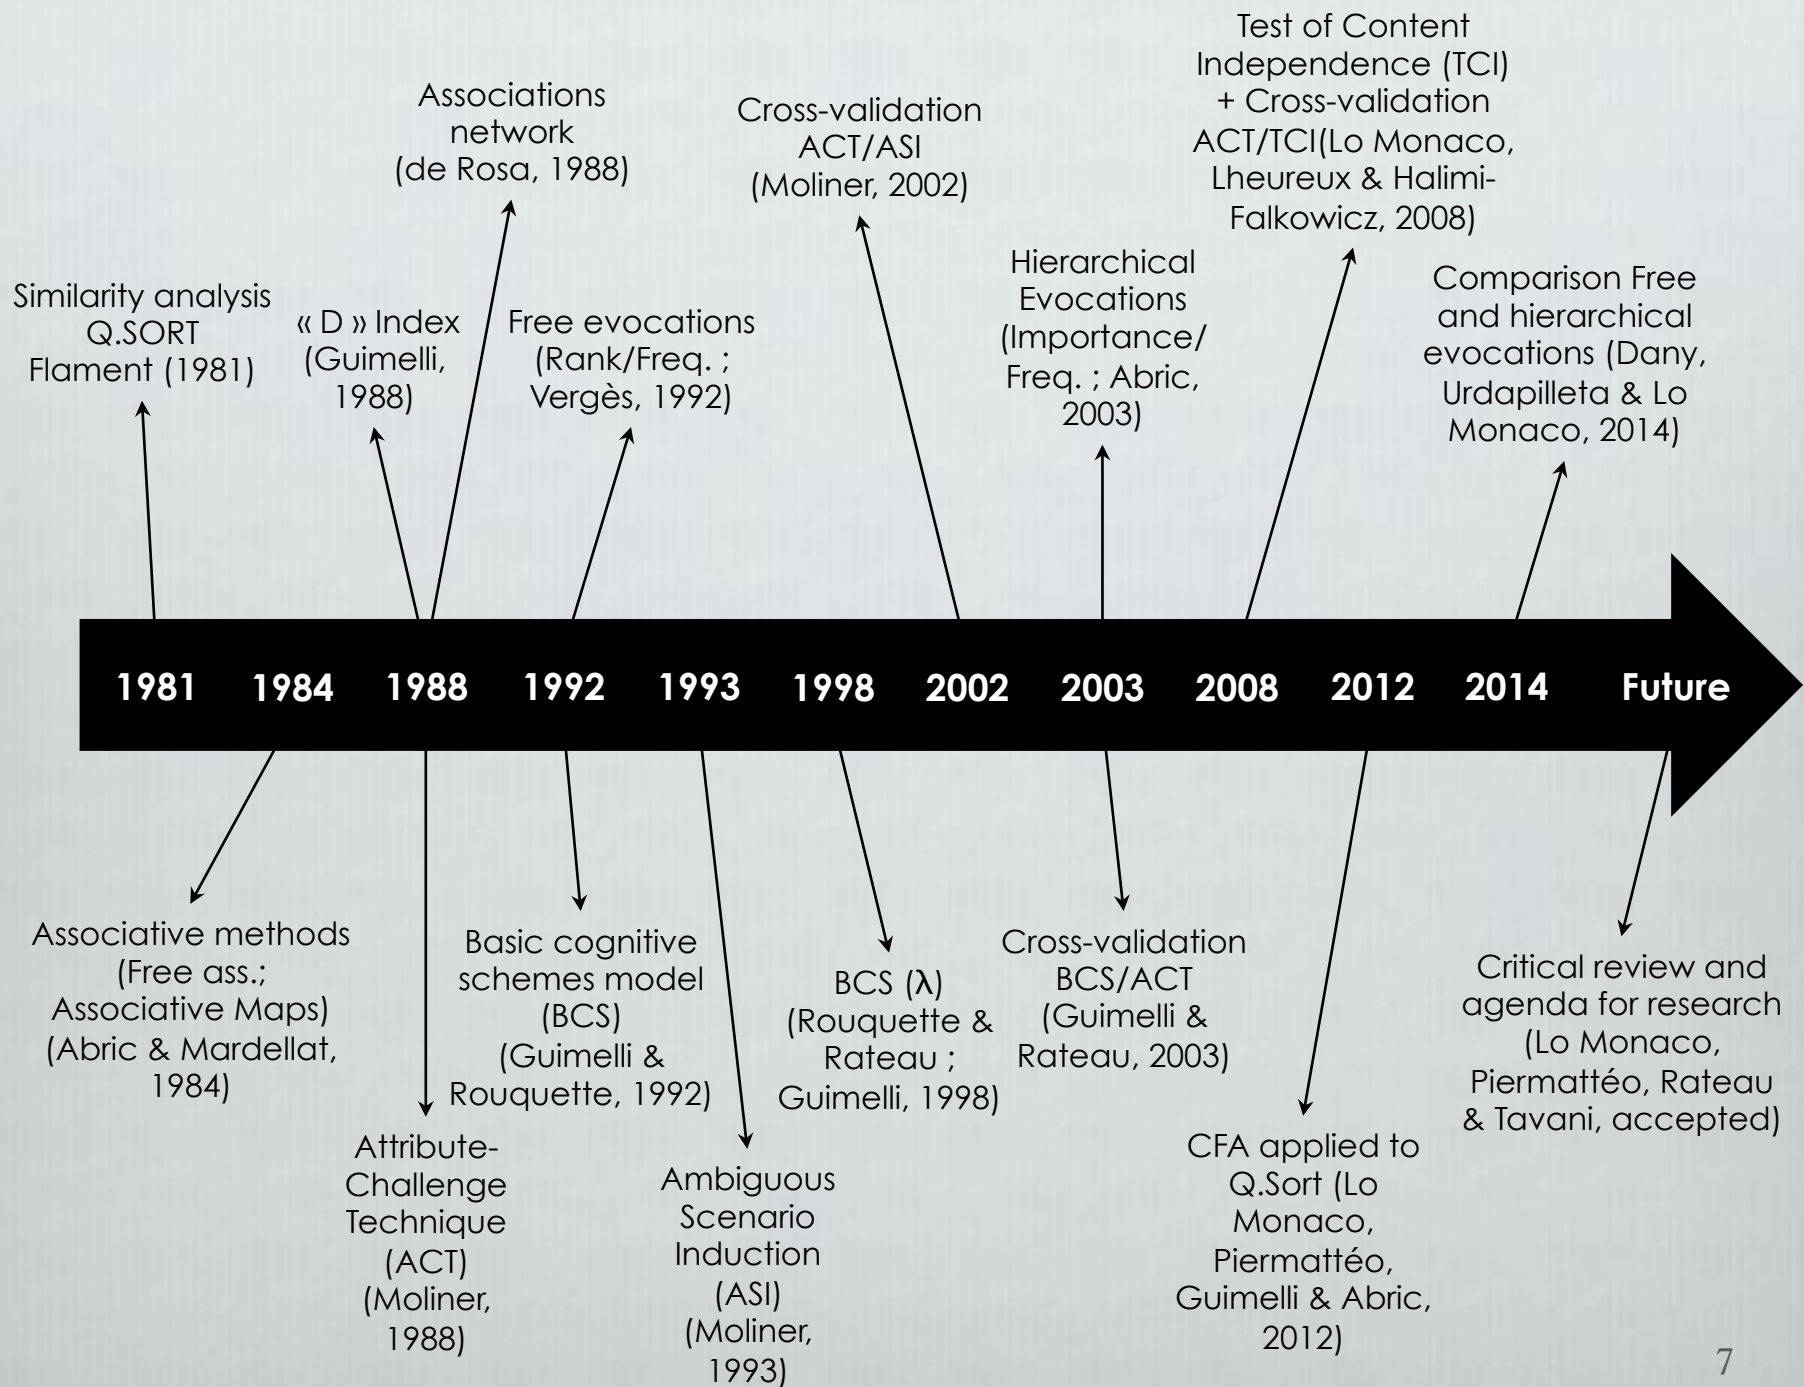 Test of Content
Independence (TCI)
+ Cross-validation
ACT/TCI(Lo Monaco,
Lheureux & Halimi-
Falkowicz, 2008)
Associations
network
(de Rosa, 1988)
Cross-validation
ACT/ASI
(Moliner, 2002)
Hierarchical
Evocations
(Importance/
Freq. ; Abric,
2003)
Comparison Free
and hierarchical
evocations (Dany,
Urdapilleta & Lo
Monaco, 2014)
Similarity analysis
Q.SORT
Flament (1981)
« D » Index
(Guimelli,
1988)
Free evocations
(Rank/Freq. ;
Vergès, 1992)
1981 1984 1988 1992 1993 1998 2002 2003 2008 2012 2014 Future
Associative methods
(Free ass.;
Associative Maps)
(Abric & Mardellat,
1984)
Attribute-
Challenge
Technique
(ACT)
(Moliner,
1988)
Basic cognitive
schemes model
(BCS)
(Guimelli &
Rouquette, 1992)
Ambiguous
Scenario
Induction
(ASI)
(Moliner,
1993)
BCS (λ)
(Rouquette &
Rateau ;
Guimelli, 1998)
Cross-validation
BCS/ACT
(Guimelli &
Rateau, 2003)
CFA applied to
Q.Sort (Lo
Monaco,
Piermattéo,
Guimelli & Abric,
2012)
Critical review and
agenda for research
(Lo Monaco,
Piermattéo, Rateau
& Tavani, accepted)
7